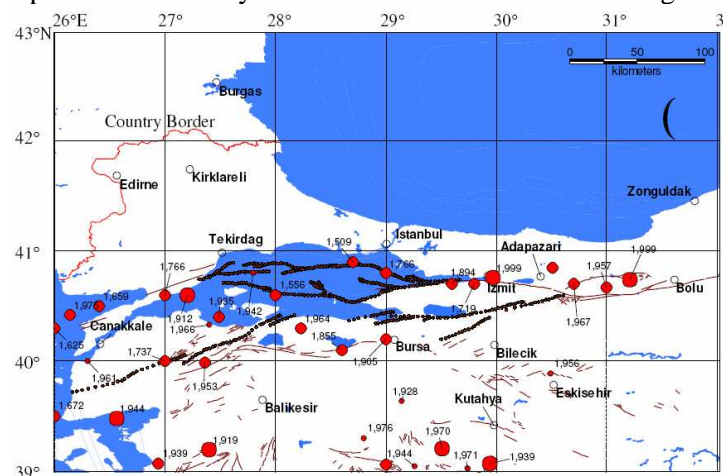 26°E 27° 28° 29° 30° 31°
0 50 100
kilometers
43°N
Burgas
Country Border
42°
Edirne
Kirklareli
Zonguldak
Istanbul
Tekirdag
1,509
Adapazari
41°
1,766
1,766
1,894
1,999
1,957
1,999
1,975
1,659
1,556
Izmit
Bolu
1,912
1,935
1,942
1,719
1,967
Canakkale
1,966
1,964
1,625
1,737
1,855
Bursa
40°
1,905
Bilecik
1,961
1,953
1,956
1,928
Eskisehir
Balikesir
Kutahya
1,672
1,944
1,976
1,970
1,919
1,939
1,944
1,971
1,939
39°